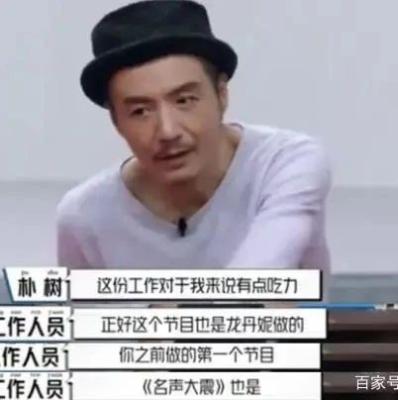 朴树 这份工作对于我来说有点吃力
工作人员 正好这个节目也是龙丹妮做的
工作人员 你之前做的第一个节目
工作人员 《名声大震》也是
百家号